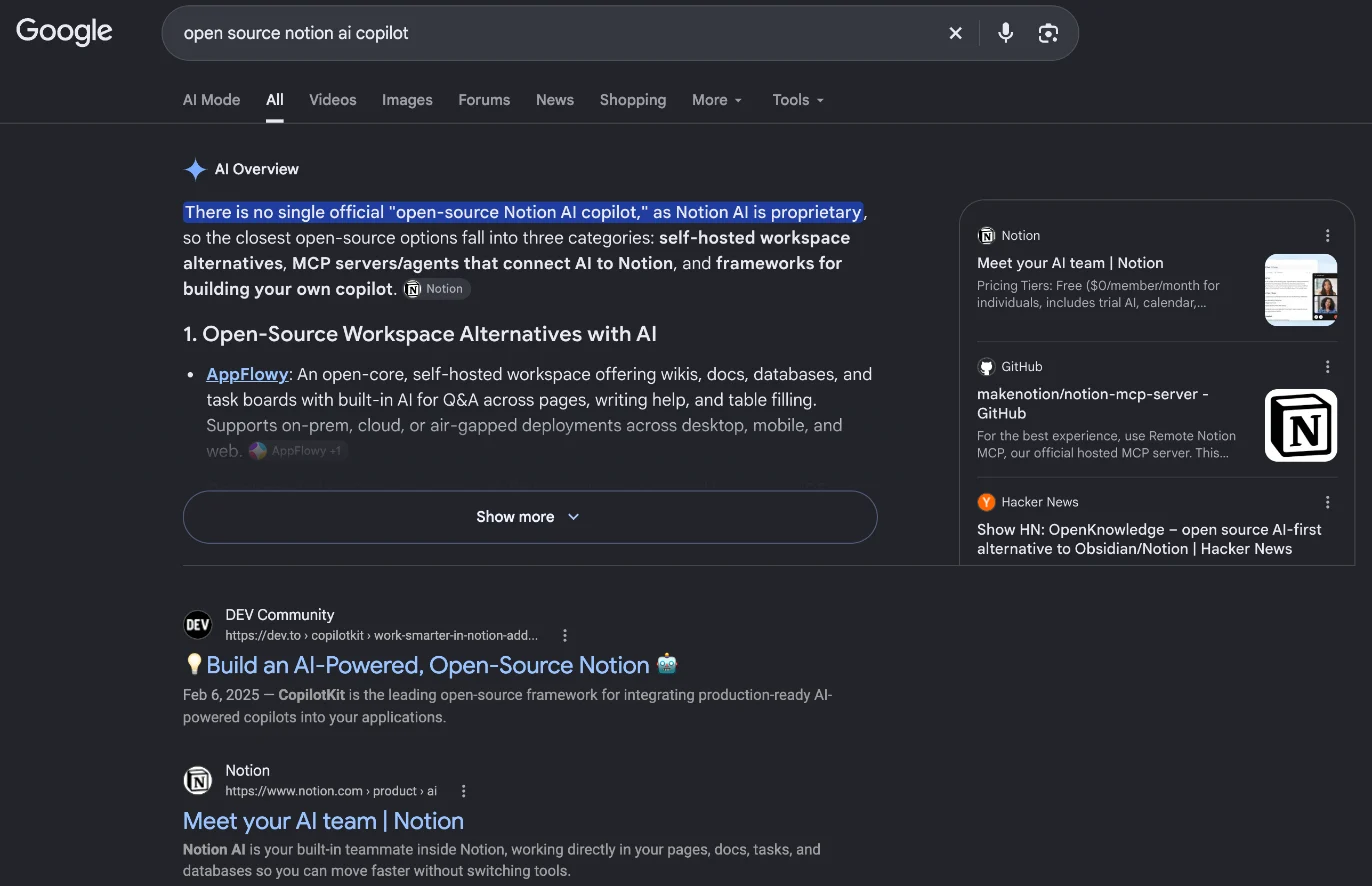 Google
open source notion ai copilot
AI Mode All Videos Images Forums News Shopping More Tools
AI Overview
There is no single official "open-source Notion AI copilot," as Notion AI is proprietary,
so the closest open-source options fall into three categories: self-hosted workspace
alternatives, MCP servers/agents that connect AI to Notion, and frameworks for
building your own copilot. Notion
1. Open-Source Workspace Alternatives with AI
• AppFlowy: An open-core, self-hosted workspace offering wikis, docs, databases, and
task boards with built-in AI for Q&A across pages, writing help, and table filling.
Supports on-prem, cloud, or air-gapped deployments across desktop, mobile, and
web. AppFlowy +1
Show more
Notion
Meet your AI team | Notion
Pricing Tiers: Free ($0/member/month for
individuals, includes trial AI, calendar,...
GitHub
makenotion/notion-mcp-server -
GitHub
For the best experience, use Remote Notion
MCP, our official hosted MCP server. This...
N
Y Hacker News
Show HN: OpenKnowledge – open source AI-first
alternative to Obsidian/Notion | Hacker News
DEV
DEV Community
https://dev.to › copilotkit › work-smarter-in-notion-add...
💡Build an AI-Powered, Open-Source Notion 🤖
Feb 6, 2025 — CopilotKit is the leading open-source framework for integrating production-ready AI-
powered copilots into your applications.
Notion
https://www.notion.com › product › ai
Meet your AI team | Notion
Notion AI is your built-in teammate inside Notion, working directly in your pages, docs, tasks, and
databases so you can move faster without switching tools.